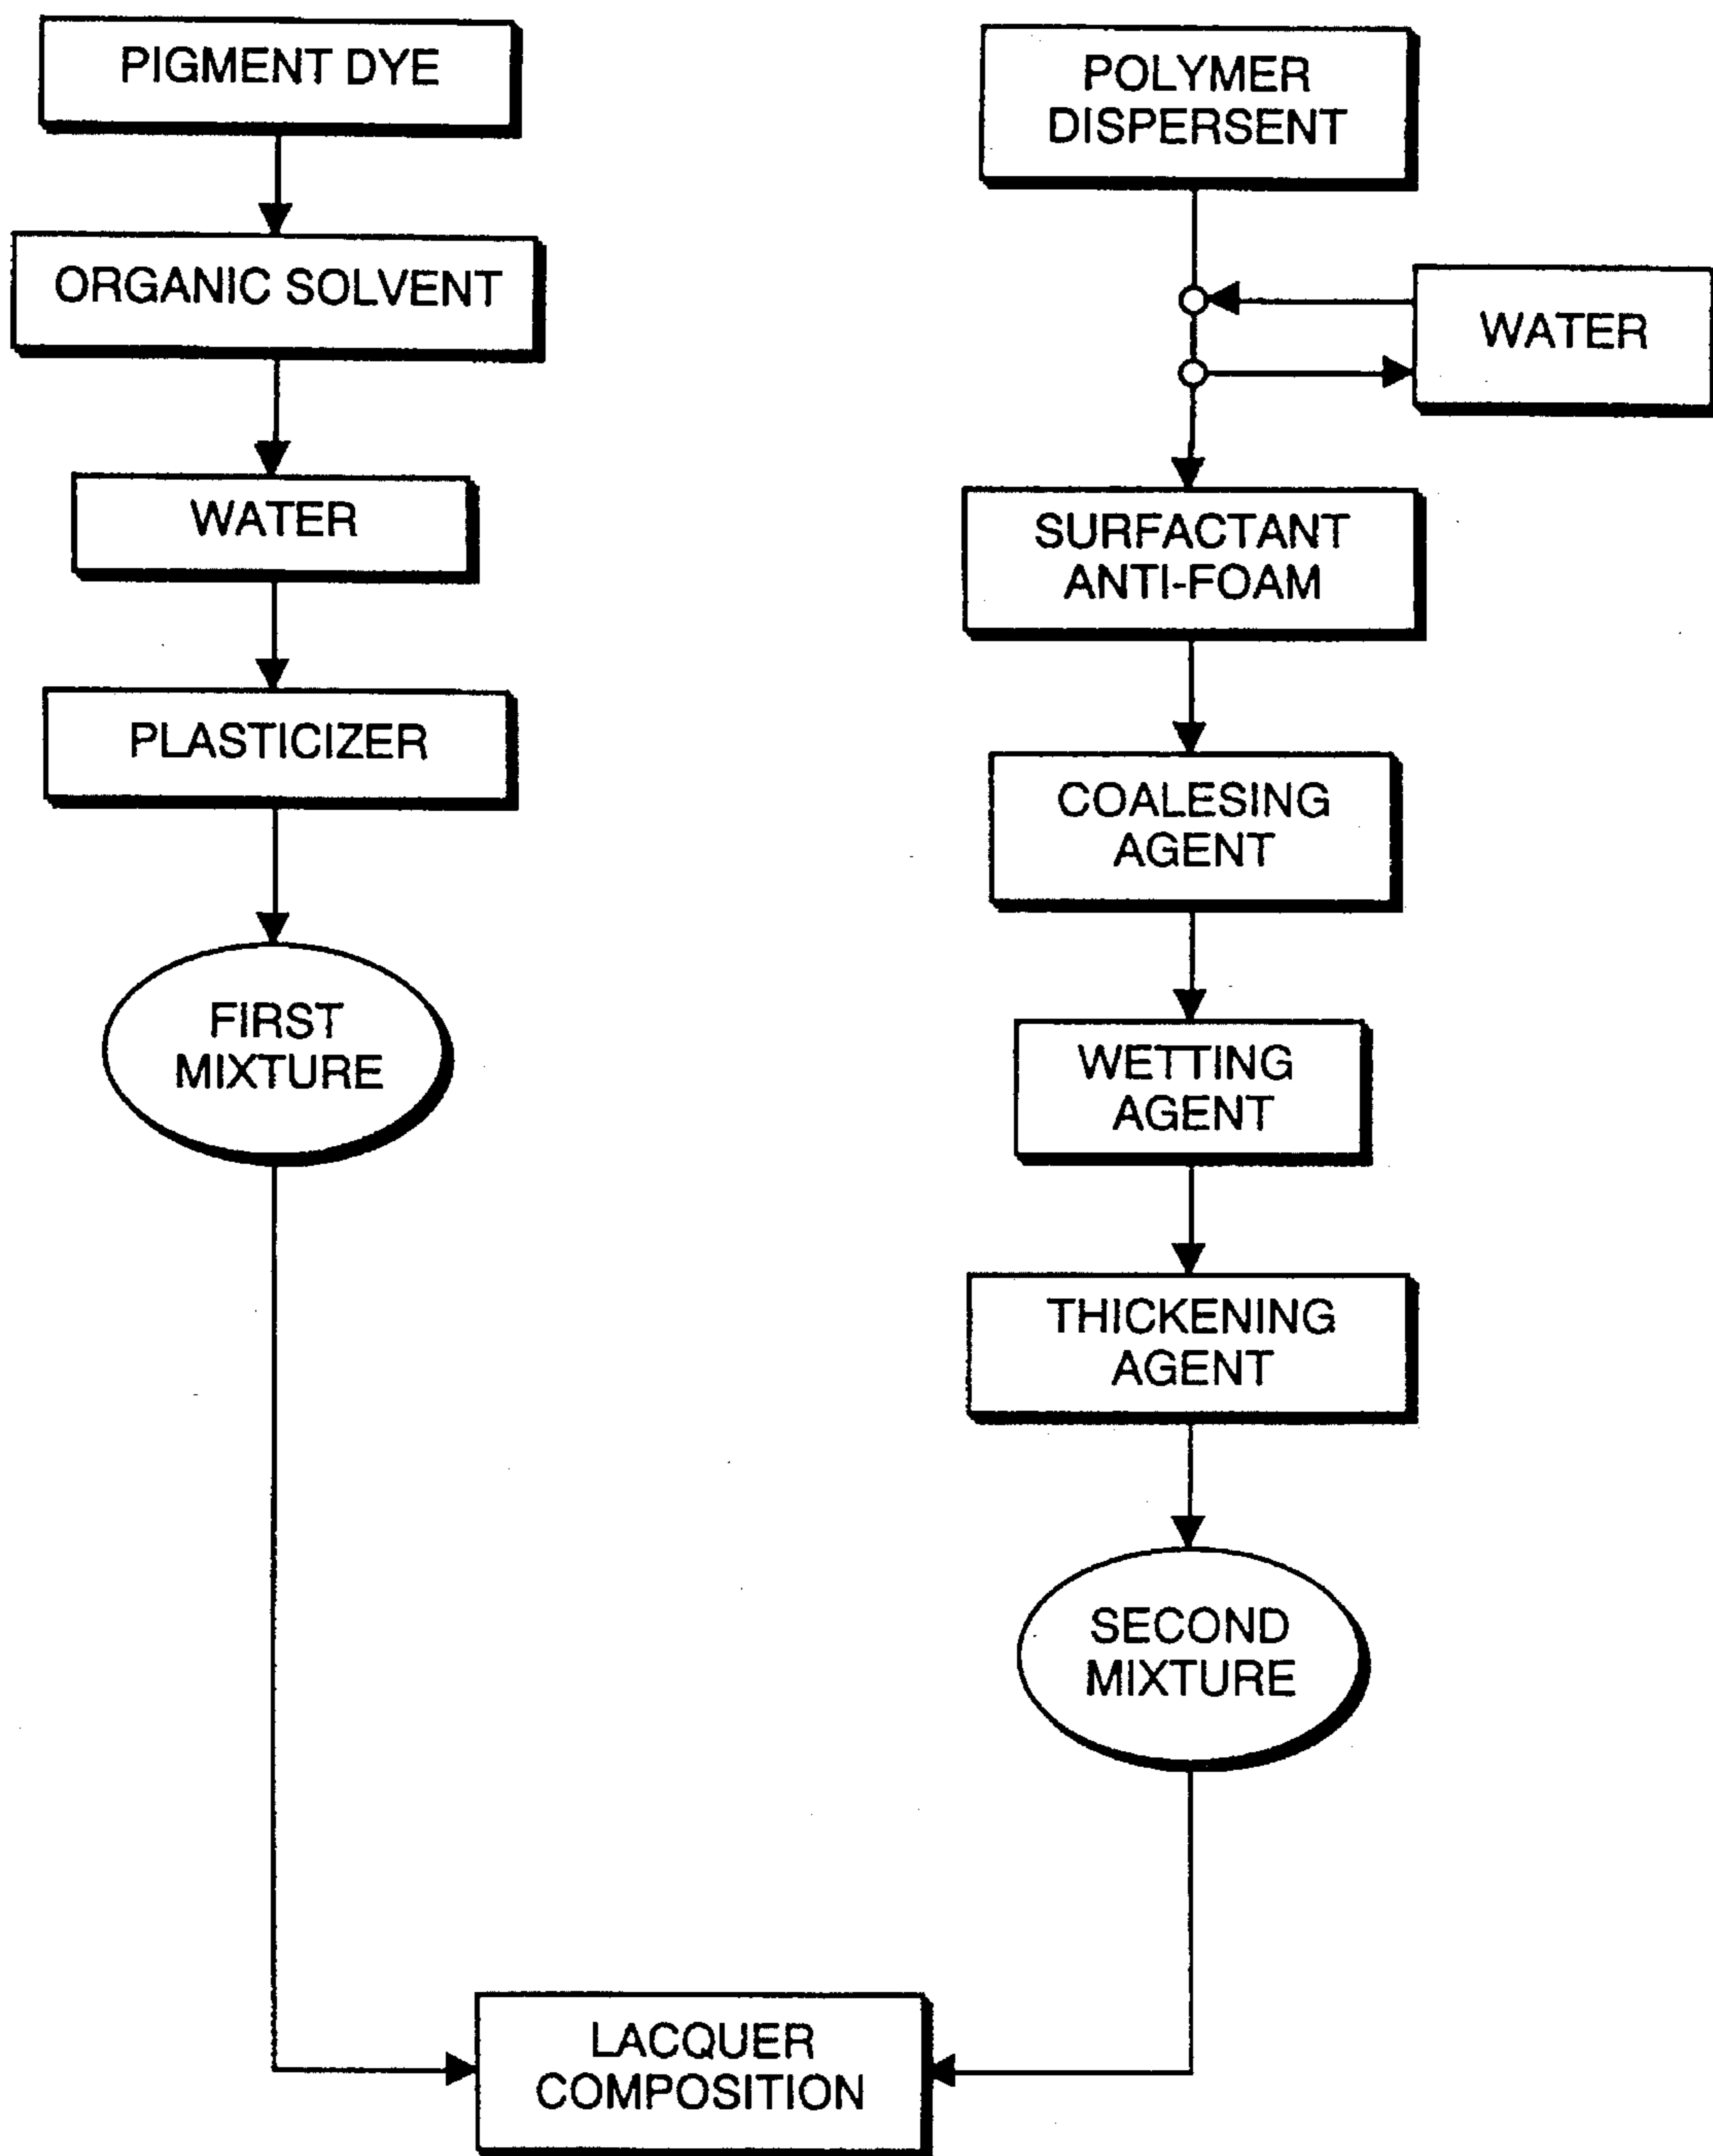 PIGMENT DYE
ORGANIC SOLVENT
WATER
PLASTICIZER
FIRST
MIXTURE
POLYMER
DISPERSENT
WATER
SURFACTANT
ANTI-FOAM
COALESING
AGENT
WETTING
AGENT
THICKENING
AGENT
SECOND
MIXTURE
LACQUER
COMPOSITION